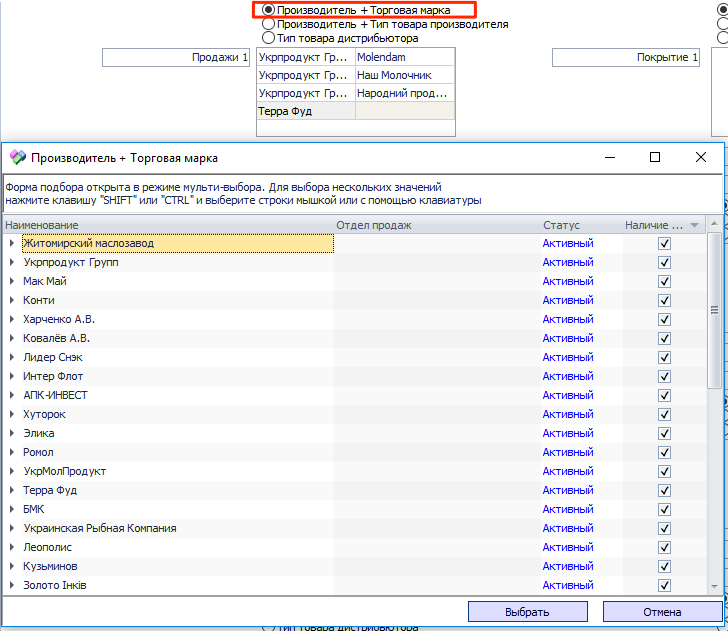 Производитель + Торговая марка
Производитель + Тип товара производителя
Тип товара дистрибьютора
Продажи 1
Укрпродукт Гр... Molendam
Укрпродукт Гр... Наш Молочник
Укрпродукт Гр... Народний прод...
Терра Фуд
Покрытие 1
Производитель + Торговая марка
Форма подбора открыта в режиме мульти-выбора. Для выбора нескольких значений
нажмите клавишу "SHIFT" или "CTRL" и выберите строки мышкой или с помощью клавиатуры
Наименование Отдел продаж Статус Наличие ...
Житомирский маслозавод Активный
Укрпродукт Групп Активный
Мак Май Активный
Конти Активный
Харченко А.В. Активный
Ковалёв А.В. Активный
Лидер Снэк Активный
Интер Флот Активный
АПК-ИНВЕСТ Активный
Хуторок Активный
Элика Активный
Ромол Активный
УкрМолПродукт Активный
Терра Фуд Активный
БМК Активный
Украинская Рыбная Компания Активный
Леополис Активный
Кузьминов Активный
Золото Інків Активный
Выбрать Отмена
Тип товара дистрибьютора